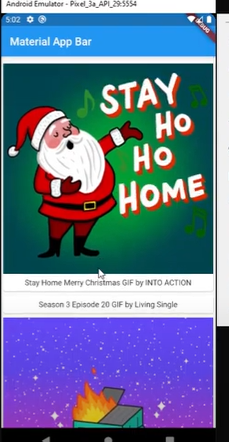 Android Emulator - Pixel_3a_API_29:5554
5:02
DEBUG
Material App Bar
STAY
HO
HO
HOME
Stay Home Merry Christmas GIF by INTO ACTION
Season 3 Episode 20 GIF by Living Single